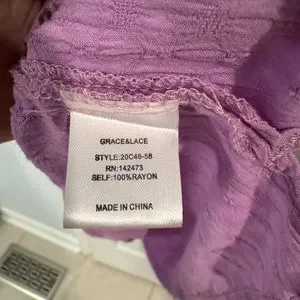 GRACE&LACE
STYLE:20C46-58
RN:142473
SELF:100%RAYON
MADE IN CHINA